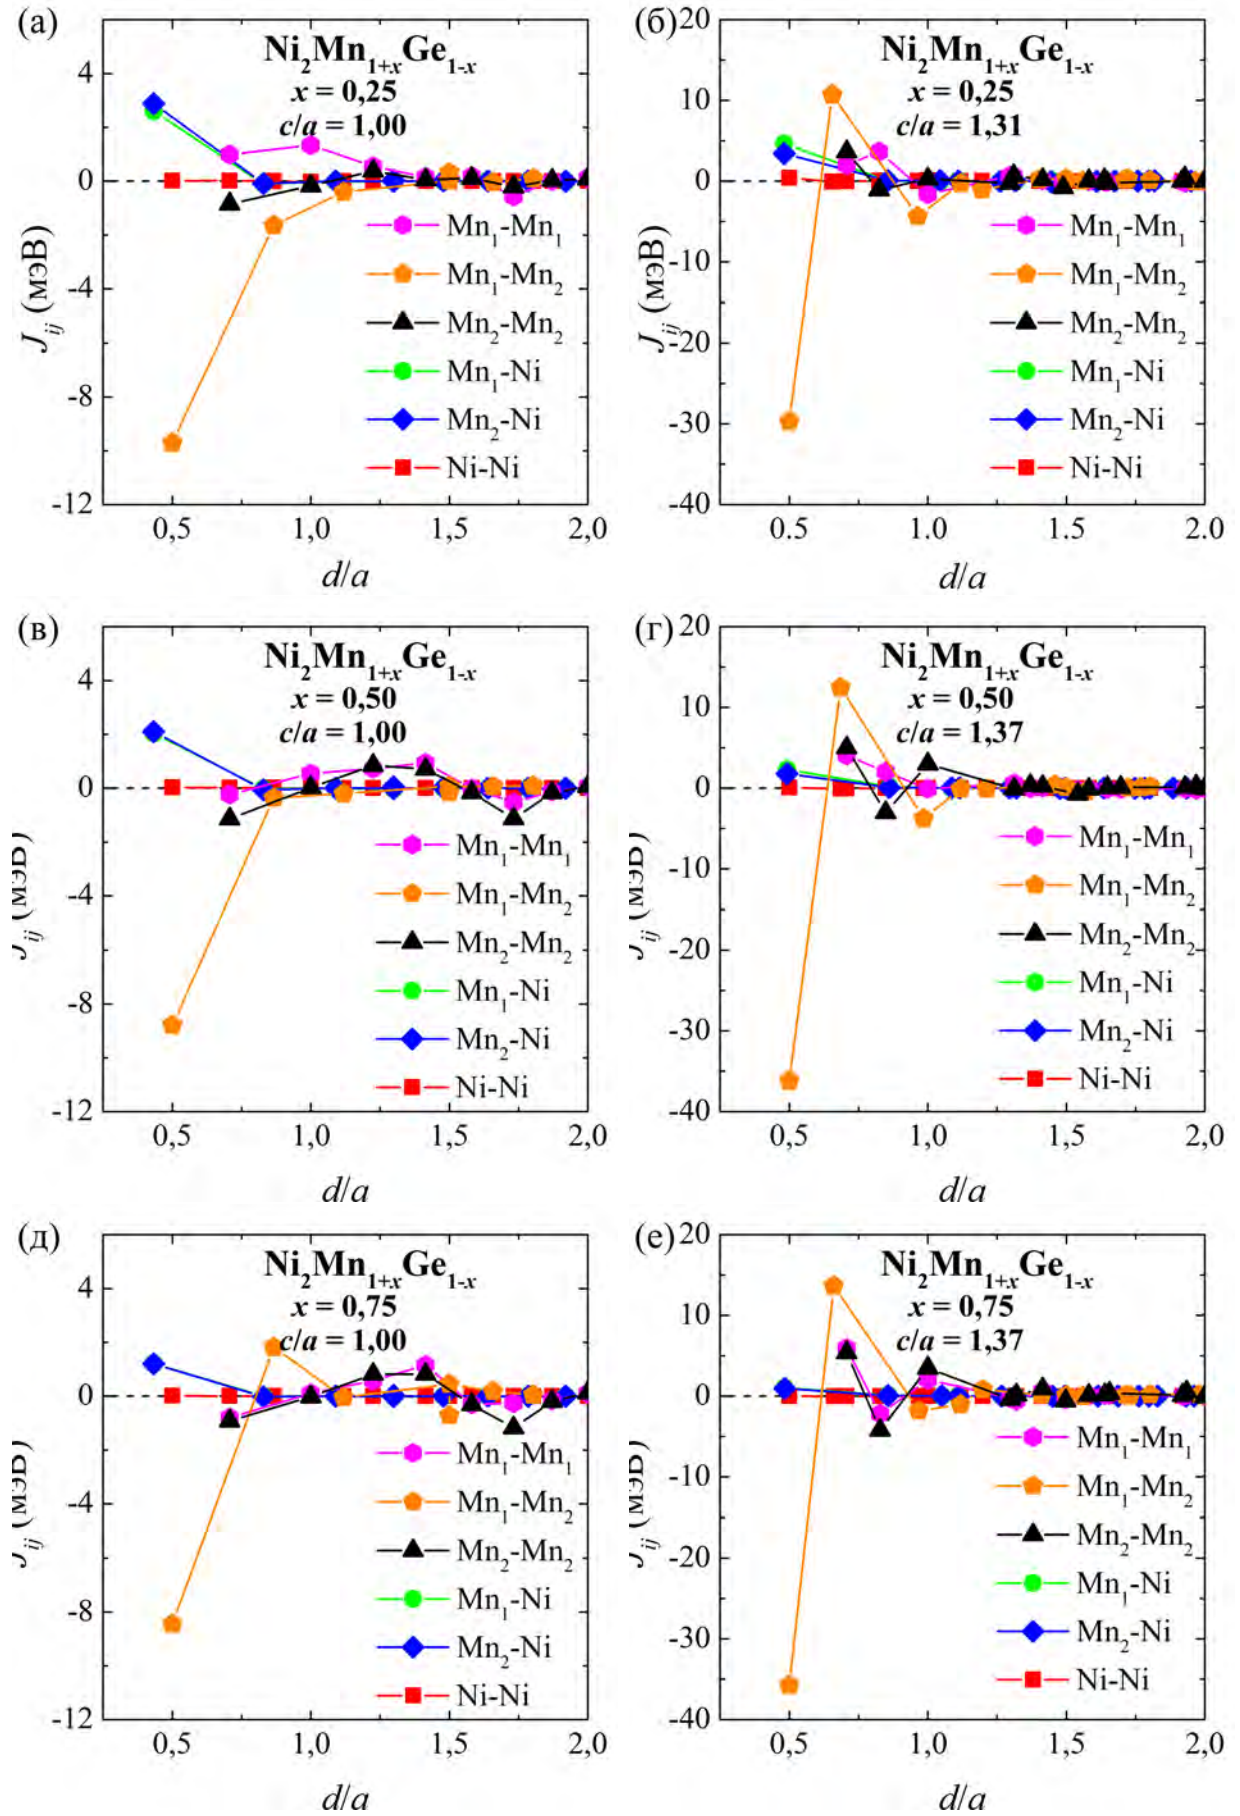 (а)
Ni2Mn1+xGe1-x
x = 0,25
c/a = 1,00
4
0
-4
-8
-12
Jij (мэВ)
Mn1-Mn1
Mn1-Mn2
Mn2-Mn2
Mn1-Ni
Mn2-Ni
Ni-Ni
0,5 1,0 1,5 2,0
d/a
(б)
Ni2Mn1+xGe1-x
x = 0,25
c/a = 1,31
20
10
0
-10
-20
-30
-40
Jij (мэВ)
Mn1-Mn1
Mn1-Mn2
Mn2-Mn2
Mn1-Ni
Mn2-Ni
Ni-Ni
0.5 1.0 1.5 2.0
d/a
(в)
Ni2Mn1+xGe1-x
x = 0,50
c/a = 1,00
4
0
-4
-8
-12
Jij (мэВ)
Mn1-Mn1
Mn1-Mn2
Mn2-Mn2
Mn1-Ni
Mn2-Ni
Ni-Ni
0,5 1,0 1,5 2,0
d/a
(г)
Ni2Mn1+xGe1-x
x = 0,50
c/a = 1,37
20
10
0
-10
-20
-30
-40
Jij (мэВ)
Mn1-Mn1
Mn1-Mn2
Mn2-Mn2
Mn1-Ni
Mn2-Ni
Ni-Ni
0,5 1,0 1,5 2,0
d/a
(д)
Ni2Mn1+xGe1-x
x = 0,75
c/a = 1,00
4
0
-4
-8
-12
Jij (мэВ)
Mn1-Mn1
Mn1-Mn2
Mn2-Mn2
Mn1-Ni
Mn2-Ni
Ni-Ni
0,5 1,0 1,5 2,0
d/a
(е)
Ni2Mn1+xGe1-x
x = 0,75
c/a = 1,37
20
10
0
-10
-20
-30
-40
Jij (мэВ)
Mn1-Mn1
Mn1-Mn2
Mn2-Mn2
Mn1-Ni
Mn2-Ni
Ni-Ni
0,5 1,0 1,5 2,0
d/a